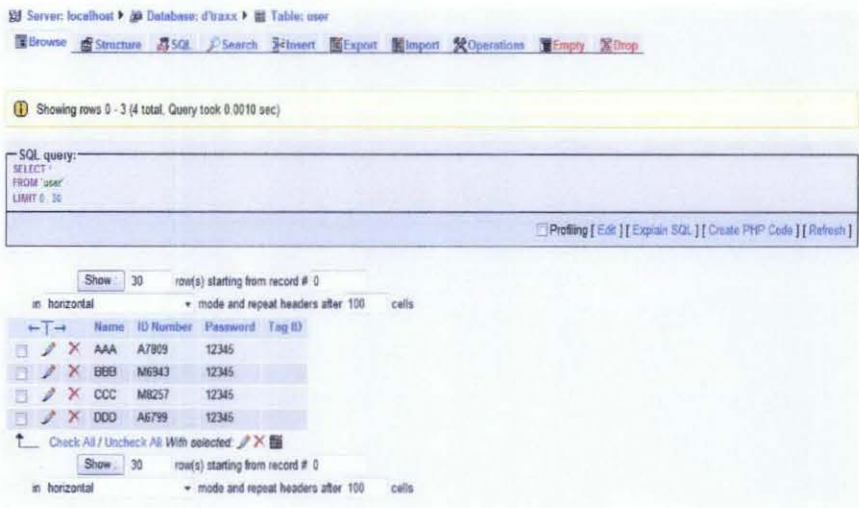 Server: localhost ▸ Database: d'traxx ▸ Table: user
Browse Structure SQL Search Insert Export Import Operations Empty Drop
Showing rows 0 - 3 (4 total, Query took 0.0010 sec)
SQL query:
SELECT *
FROM `user`
LIMIT 0 , 30
Profiling [ Edit ] [ Explain SQL ] [ Create PHP Code ] [ Refresh ]
Show : 30 row(s) starting from record # 0
in horizontal mode and repeat headers after 100 cells
←T→ Name ID Number Password Tag ID
AAA A7809 12345
BBB M6943 12345
CCC M8257 12345
DDD A6799 12345
Check All / Uncheck All With selected:
Show : 30 row(s) starting from record # 0
in horizontal mode and repeat headers after 100 cells